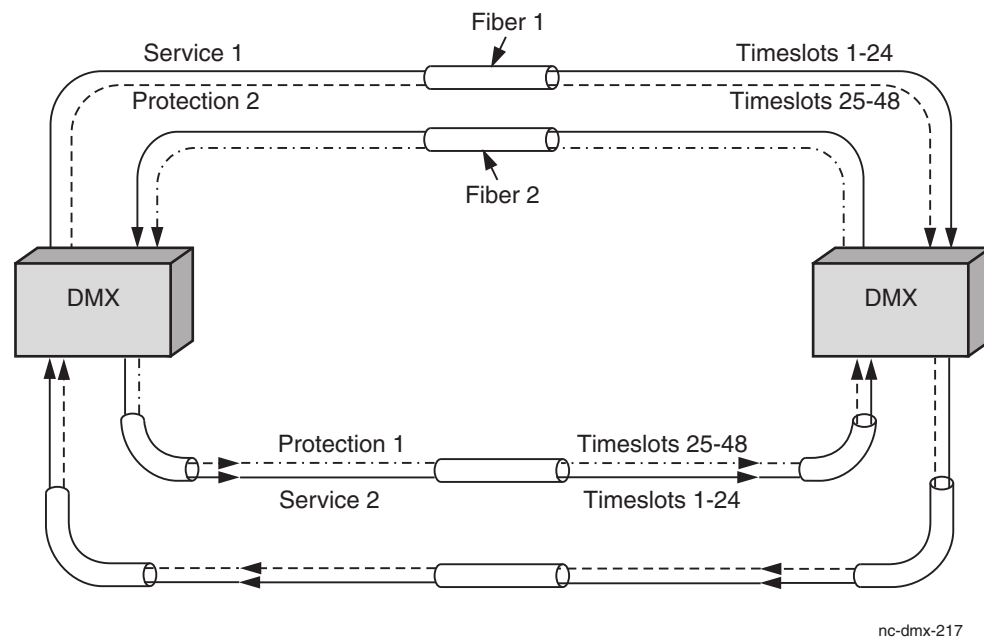 Fiber 1
Service 1
Timeslots 1-24
Protection 2
Timeslots 25-48
Fiber 2
DMX
DMX
Protection 1
Timeslots 25-48
Service 2
Timeslots 1-24
nc-dmx-217